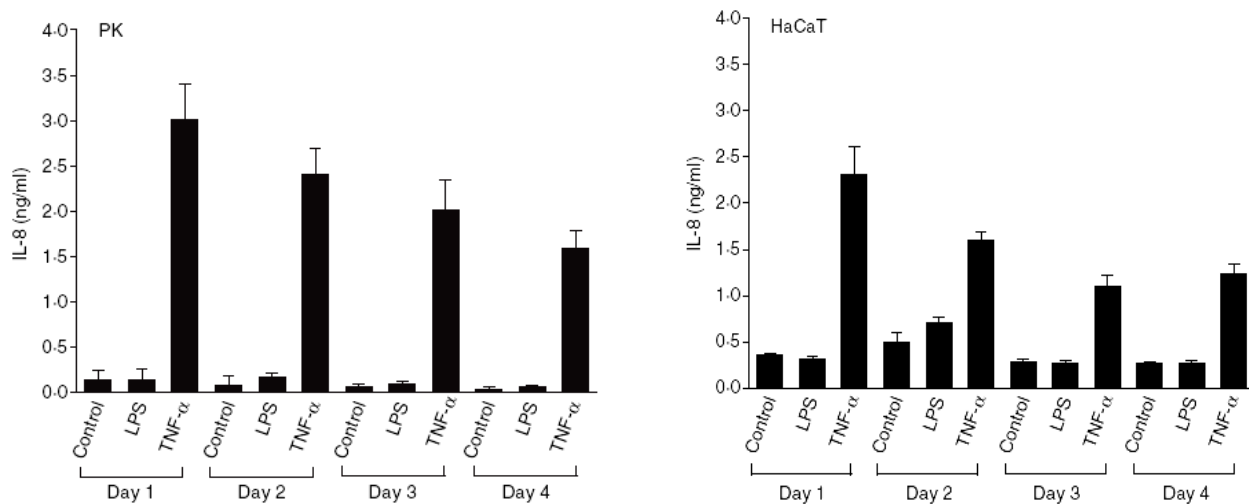 PK
4·0
3·5
3·0
2·5
2·0
1·5
1·0
0·5
0·0
IL-8 (ng/ml)
Control LPS TNF-α Control LPS TNF-α Control LPS TNF-α Control LPS TNF-α
Day 1 Day 2 Day 3 Day 4
HaCaT
4·0
3·5
3·0
2·5
2·0
1·5
1·0
0·5
0·0
IL-8 (ng/ml)
Control LPS TNF-α Control LPS TNF-α Control LPS TNF-α Control LPS TNF-α
Day 1 Day 2 Day 3 Day 4